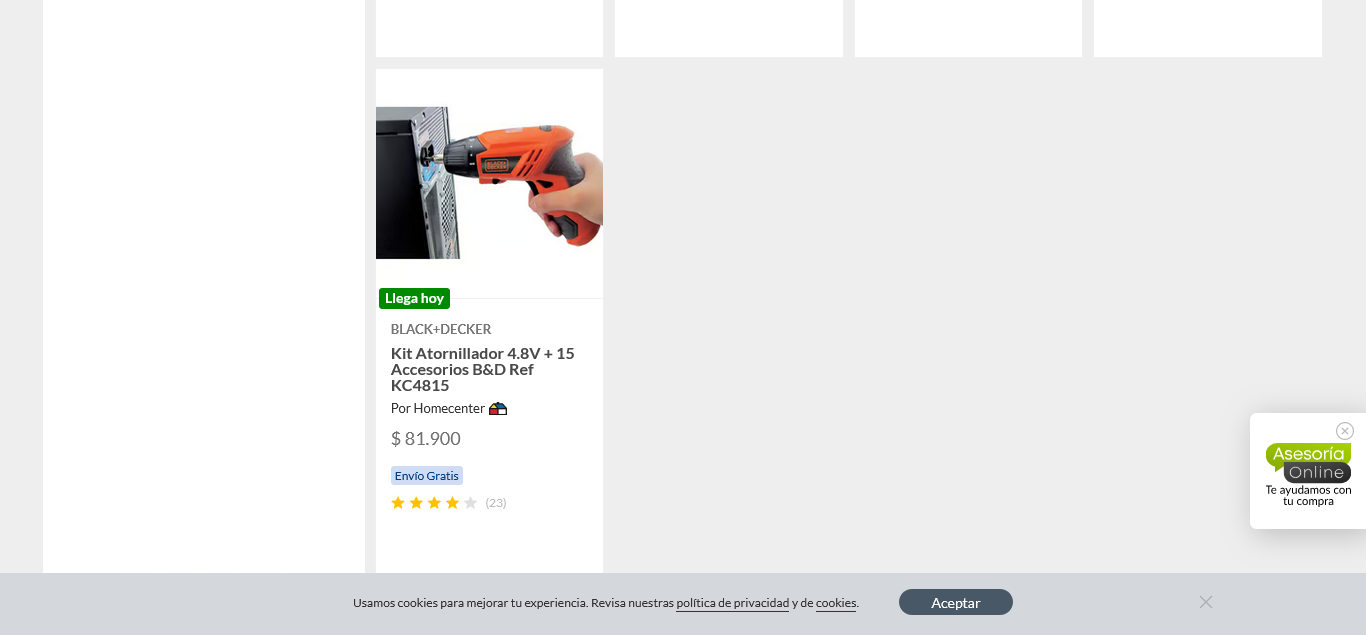 Llega hoy
BLACK+DECKER
Kit Atornillador 4.8V + 15
Accesorios B&D Ref
KC4815
Por Homecenter
$ 81.900
Envío Gratis
(23)
Asesoría
Online
Te ayudamos con
tu compra
Usamos cookies para mejorar tu experiencia. Revisa nuestras política de privacidad y de cookies.
Aceptar